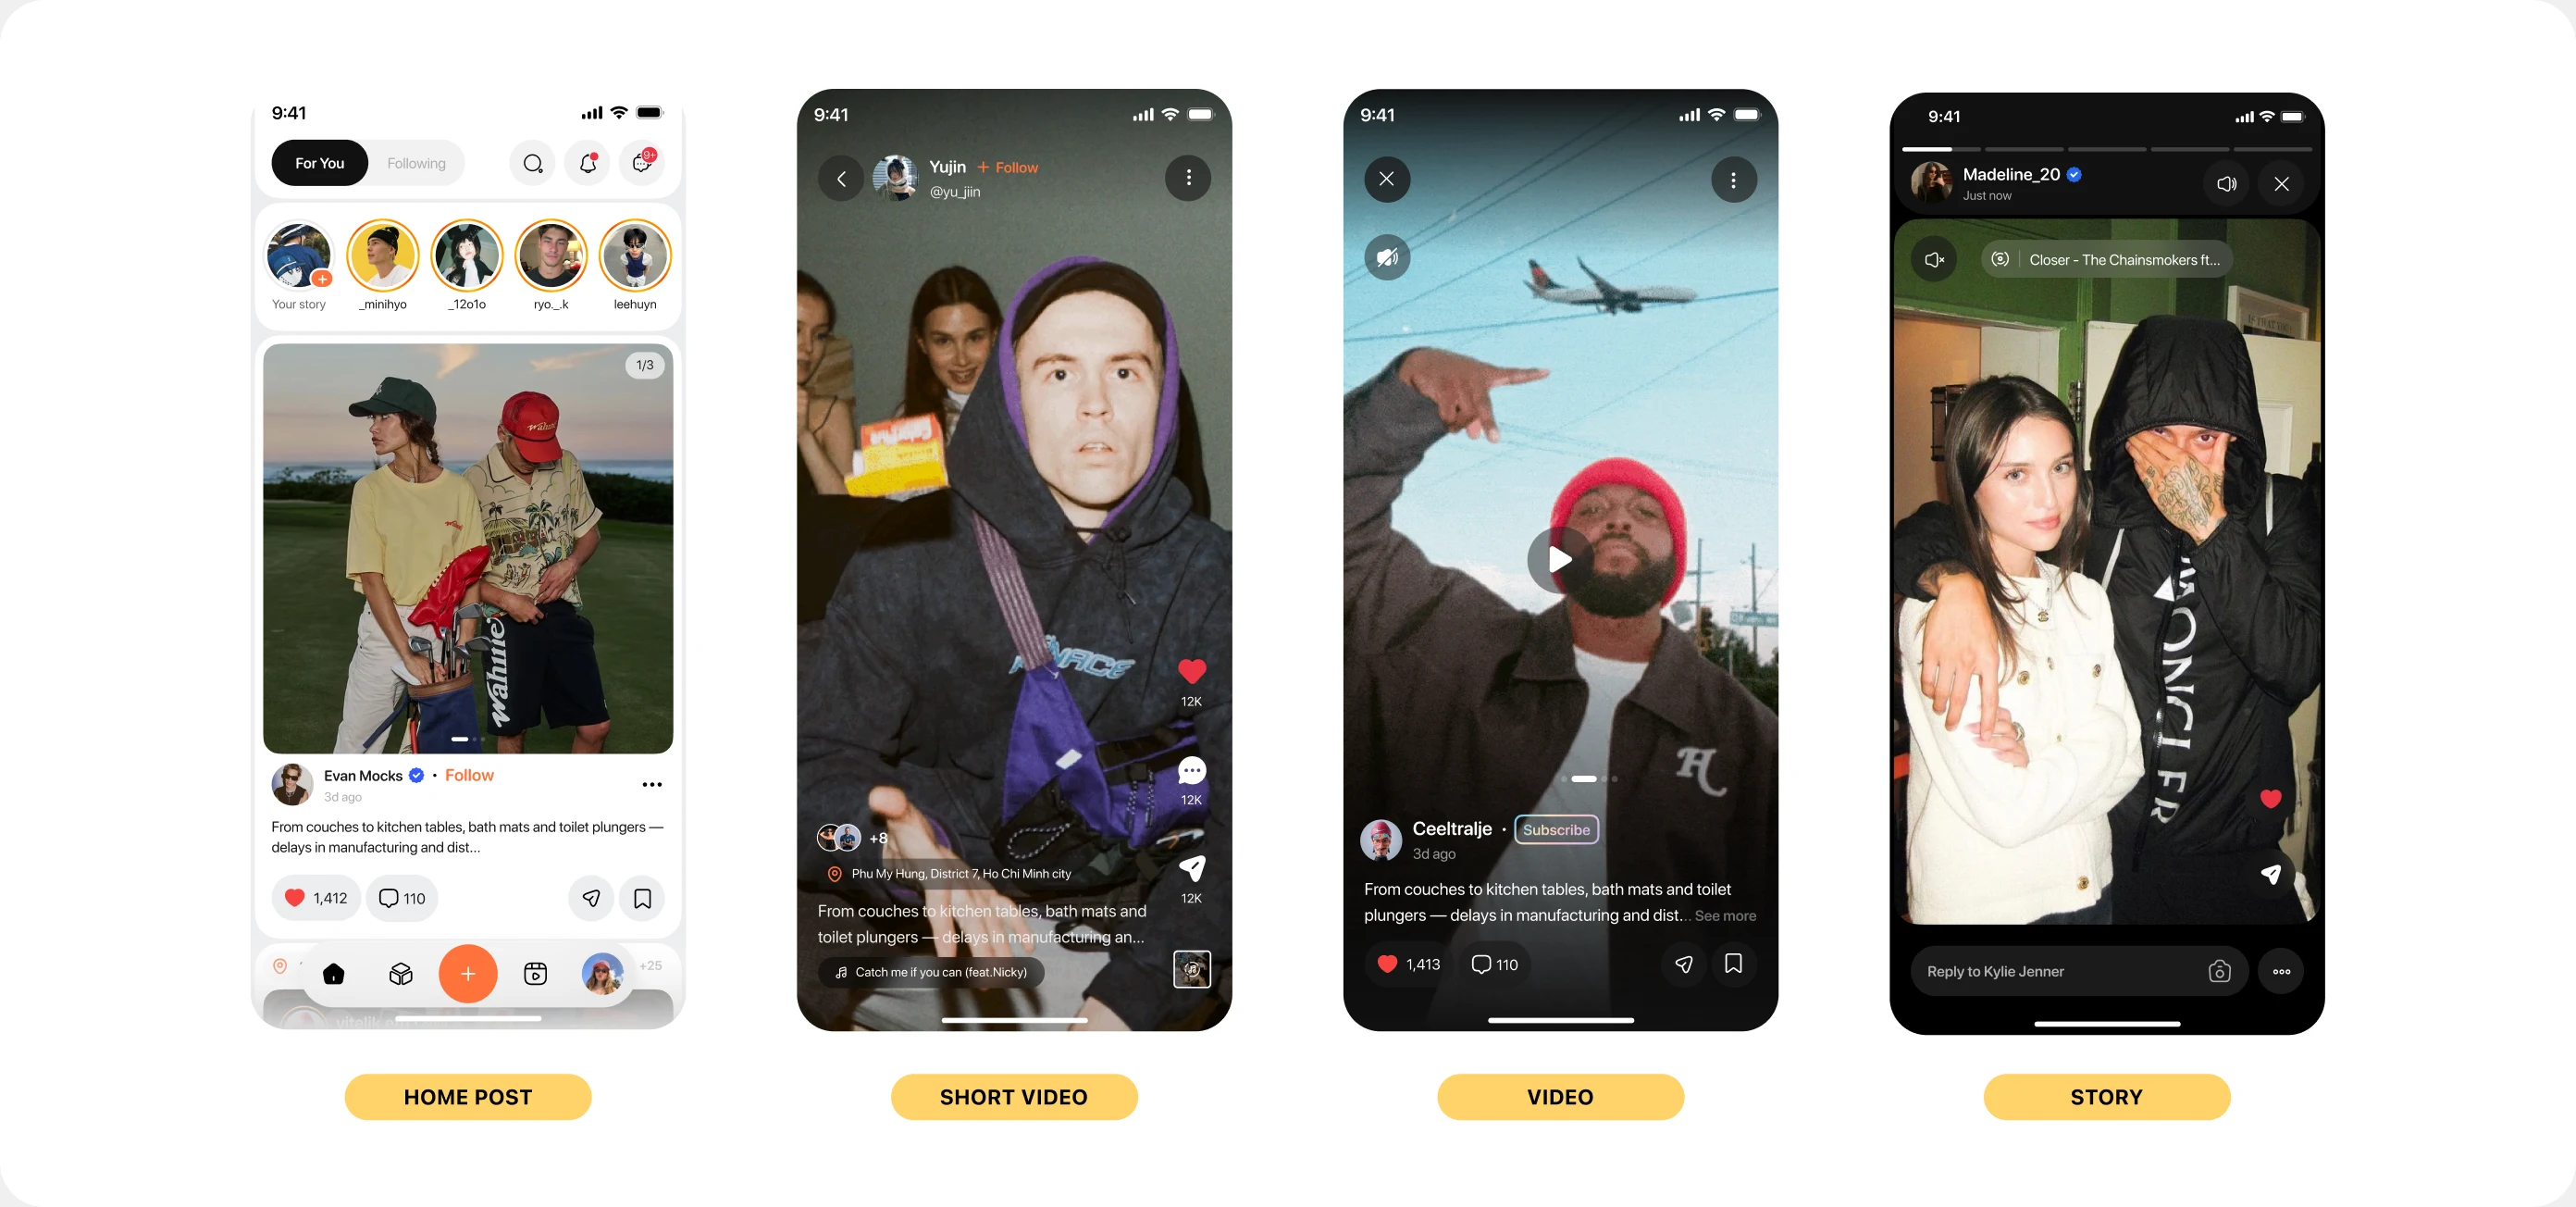 9:41
For You
Following
9+
Your story
_minihyo
_12o1o
ryo._.k
leehuyn
1/3
Wahine
Evan Mocks
• Follow
3d ago
From couches to kitchen tables, bath mats and toilet plungers —
delays in manufacturing and dist...
1,412
110
+25
HOME POST
9:41
Yujin
+ Follow
@yu_jiin
12K
12K
+8
Phu My Hung, District 7, Ho Chi Minh city
12K
From couches to kitchen tables, bath mats and
toilet plungers — delays in manufacturing an...
Catch me if you can (feat.Nicky)
SHORT VIDEO
9:41
H
Ceeltralje
· Subscribe
3d ago
From couches to kitchen tables, bath mats and toilet
plungers — delays in manufacturing and dist... See more
1,413
110
VIDEO
9:41
Madeline_20
Just now
Closer - The Chainsmokers ft...
MONCLER
Reply to Kylie Jenner
STORY